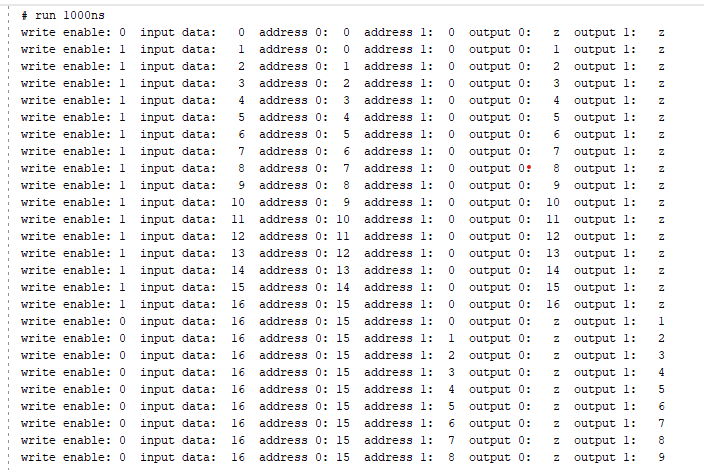 # run 1000ns
write enable: 0  input data:   0  address 0:  0  address 1:  0  output 0:   z  output 1:   z
write enable: 1  input data:   1  address 0:  0  address 1:  0  output 0:   1  output 1:   z
write enable: 1  input data:   2  address 0:  1  address 1:  0  output 0:   2  output 1:   z
write enable: 1  input data:   3  address 0:  2  address 1:  0  output 0:   3  output 1:   z
write enable: 1  input data:   4  address 0:  3  address 1:  0  output 0:   4  output 1:   z
write enable: 1  input data:   5  address 0:  4  address 1:  0  output 0:   5  output 1:   z
write enable: 1  input data:   6  address 0:  5  address 1:  0  output 0:   6  output 1:   z
write enable: 1  input data:   7  address 0:  6  address 1:  0  output 0:   7  output 1:   z
write enable: 1  input data:   8  address 0:  7  address 1:  0  output 0:   8  output 1:   z
write enable: 1  input data:   9  address 0:  8  address 1:  0  output 0:   9  output 1:   z
write enable: 1  input data:  10  address 0:  9  address 1:  0  output 0:  10  output 1:   z
write enable: 1  input data:  11  address 0: 10  address 1:  0  output 0:  11  output 1:   z
write enable: 1  input data:  12  address 0: 11  address 1:  0  output 0:  12  output 1:   z
write enable: 1  input data:  13  address 0: 12  address 1:  0  output 0:  13  output 1:   z
write enable: 1  input data:  14  address 0: 13  address 1:  0  output 0:  14  output 1:   z
write enable: 1  input data:  15  address 0: 14  address 1:  0  output 0:  15  output 1:   z
write enable: 1  input data:  16  address 0: 15  address 1:  0  output 0:  16  output 1:   z
write enable: 0  input data:  16  address 0: 15  address 1:  0  output 0:   z  output 1:   1
write enable: 0  input data:  16  address 0: 15  address 1:  1  output 0:   z  output 1:   2
write enable: 0  input data:  16  address 0: 15  address 1:  2  output 0:   z  output 1:   3
write enable: 0  input data:  16  address 0: 15  address 1:  3  output 0:   z  output 1:   4
write enable: 0  input data:  16  address 0: 15  address 1:  4  output 0:   z  output 1:   5
write enable: 0  input data:  16  address 0: 15  address 1:  5  output 0:   z  output 1:   6
write enable: 0  input data:  16  address 0: 15  address 1:  6  output 0:   z  output 1:   7
write enable: 0  input data:  16  address 0: 15  address 1:  7  output 0:   z  output 1:   8
write enable: 0  input data:  16  address 0: 15  address 1:  8  output 0:   z  output 1:   9